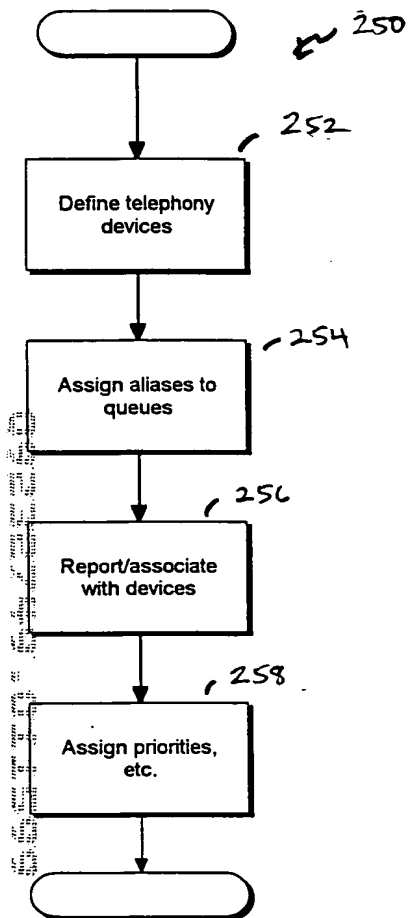 250
252
Define telephony
devices
254
Assign aliases to
queues
256
Report/associate
with devices
258
Assign priorities,
etc.